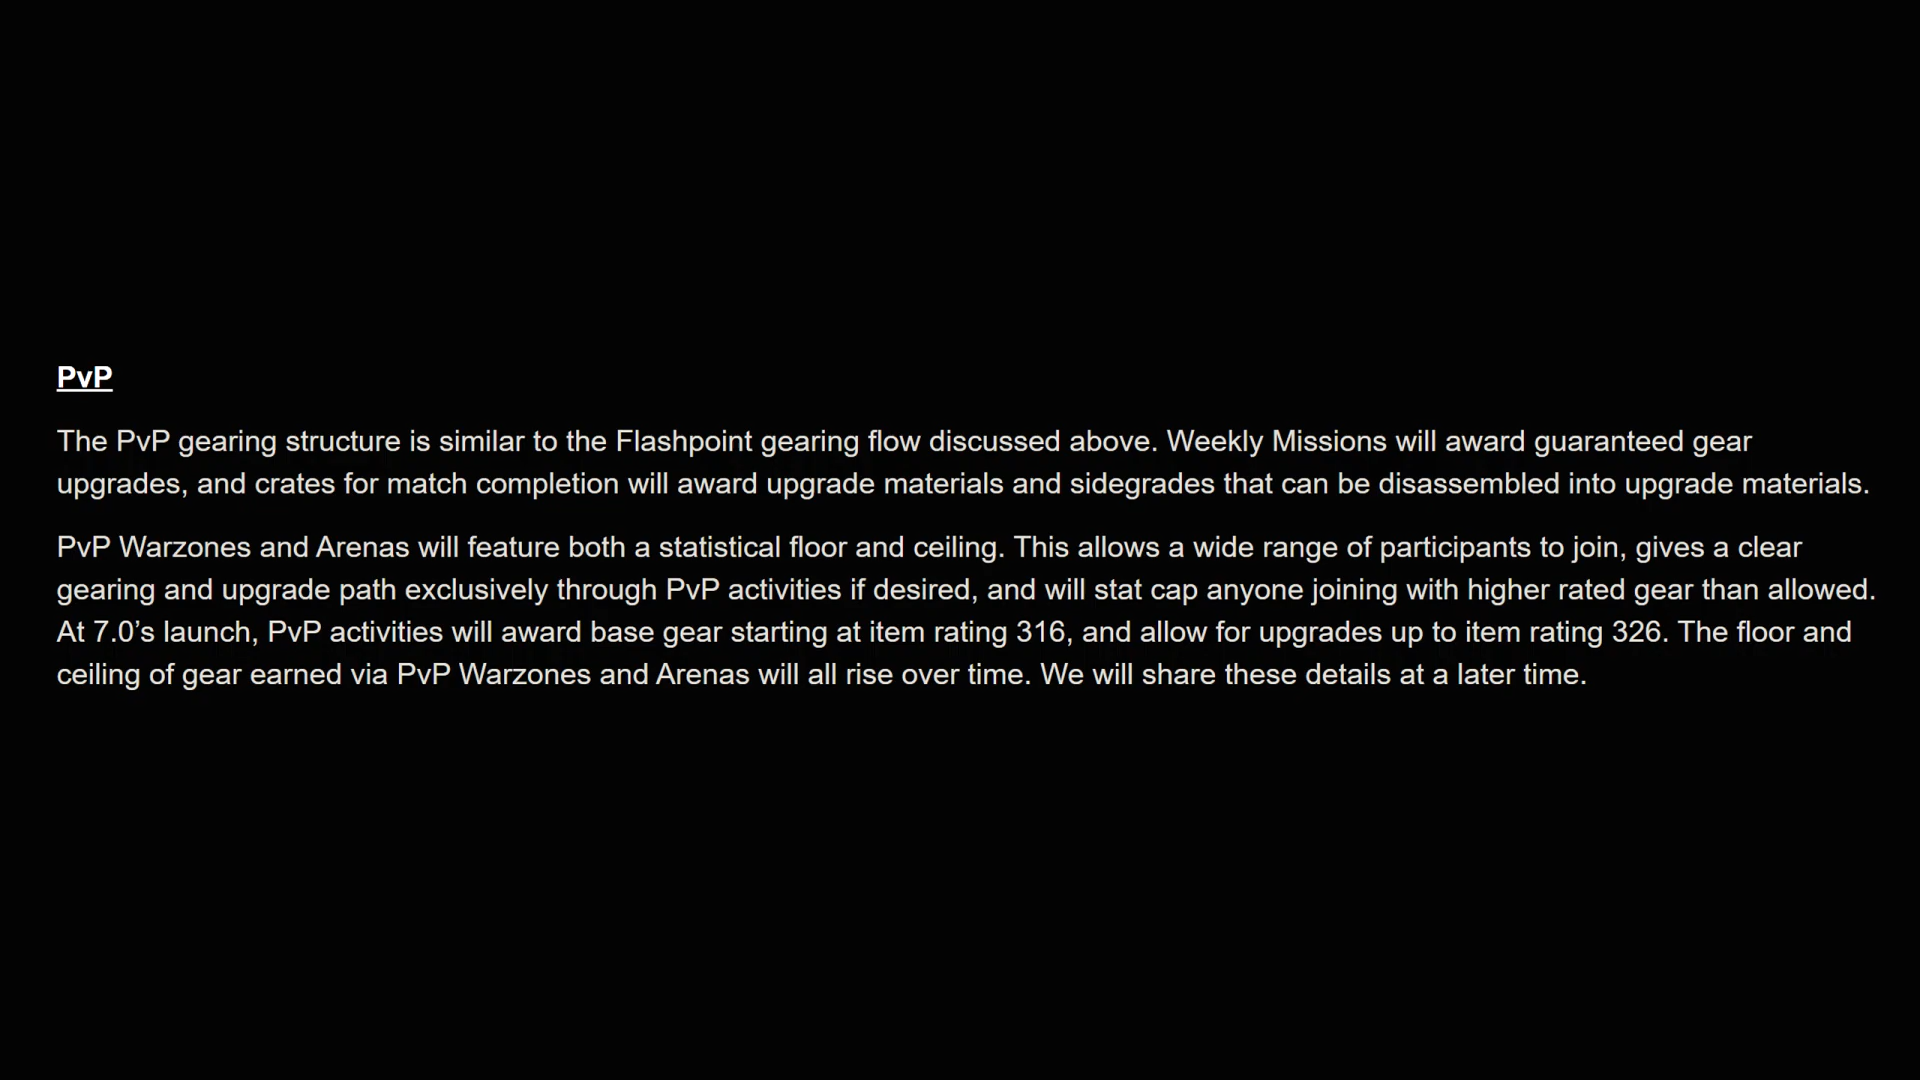 PvP
The PvP gearing structure is similar to the Flashpoint gearing flow discussed above. Weekly Missions will award guaranteed gear
upgrades, and crates for match completion will award upgrade materials and sidegrades that can be disassembled into upgrade materials.
PvP Warzones and Arenas will feature both a statistical floor and ceiling. This allows a wide range of participants to join, gives a clear
gearing and upgrade path exclusively through PvP activities if desired, and will stat cap anyone joining with higher rated gear than allowed.
At 7.0’s launch, PvP activities will award base gear starting at item rating 316, and allow for upgrades up to item rating 326. The floor and
ceiling of gear earned via PvP Warzones and Arenas will all rise over time. We will share these details at a later time.